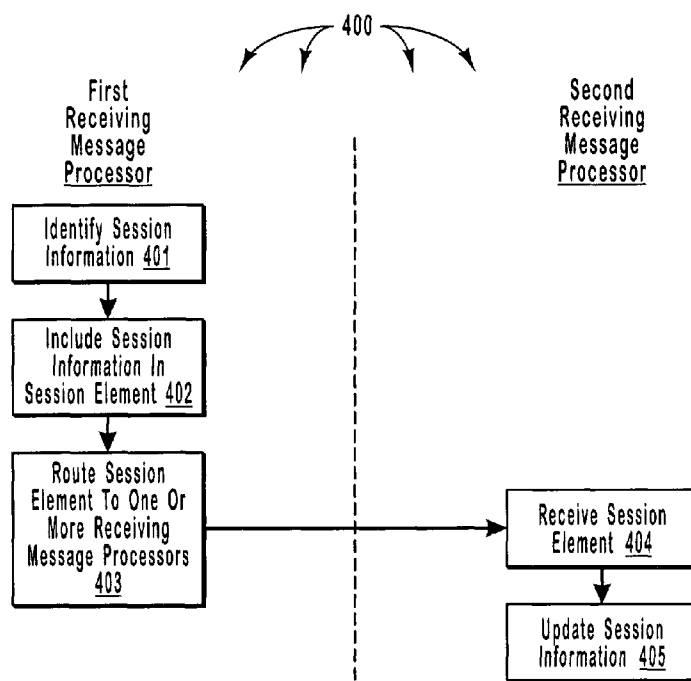 400
First
Receiving
Message
Processor
Second
Receiving
Message
Processor
Identify Session
Information 401
Include Session
Information In
Session Element 402
Route Session
Element To One Or
More Receiving
Message Processors
403
Receive Session
Element 404
Update Session
Information 405